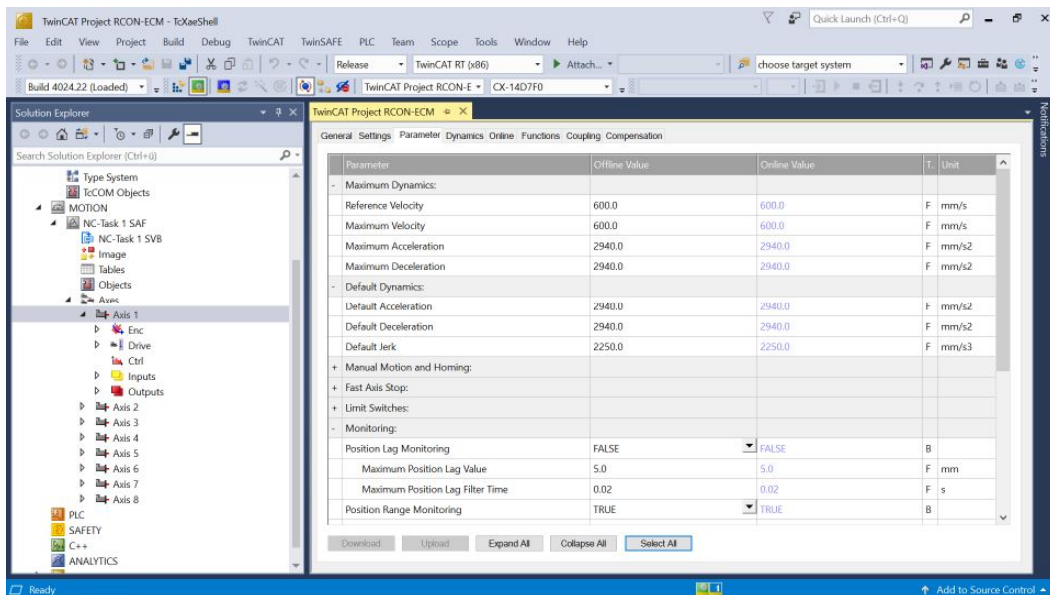 TwinCAT Project RCON-ECM - TcXaeShell
Quick Launch (Ctrl+Q)
File Edit View Project Build Debug TwinCAT TwinSAFE PLC Team Scope Tools Window Help
Release TwinCAT RT (x86) Attach... choose target system
Build 4024.22 (Loaded) TwinCAT Project RCON-E CX-14D7F0
Solution Explorer
Search Solution Explorer (Ctrl+ü)
Type System
TcCOM Objects
MOTION
NC-Task 1 SAF
NC-Task 1 SVB
Image
Tables
Objects
Axes
Axis 1
Enc
Drive
Ctrl
Inputs
Outputs
Axis 2
Axis 3
Axis 4
Axis 5
Axis 6
Axis 7
Axis 8
PLC
SAFETY
C++
ANALYTICS
TwinCAT Project RCON-ECM
General Settings Parameter Dynamics Online Functions Coupling Compensation
Parameter Offline Value Online Value T. Unit
- Maximum Dynamics:
Reference Velocity 600.0 600.0 F mm/s
Maximum Velocity 600.0 600.0 F mm/s
Maximum Acceleration 2940.0 2940.0 F mm/s2
Maximum Deceleration 2940.0 2940.0 F mm/s2
- Default Dynamics:
Default Acceleration 2940.0 2940.0 F mm/s2
Default Deceleration 2940.0 2940.0 F mm/s2
Default Jerk 2250.0 2250.0 F mm/s3
+ Manual Motion and Homing:
+ Fast Axis Stop:
+ Limit Switches:
- Monitoring:
Position Lag Monitoring FALSE FALSE B
Maximum Position Lag Value 5.0 5.0 F mm
Maximum Position Lag Filter Time 0.02 0.02 F s
Position Range Monitoring TRUE TRUE B
Download Upload Expand All Collapse All Select All
Notifications
Ready 1 Add to Source Control